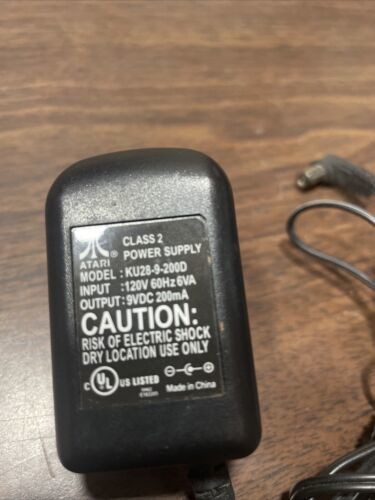 CLASS 2
POWER SUPPLY
ATARI®
MODEL : KU28-9-200D
INPUT : 120V 60Hz 6VA
OUTPUT: 9VDC 200mA
CAUTION:
RISK OF ELECTRIC SHOCK
DRY LOCATION USE ONLY
C UL US LISTED
Made in China